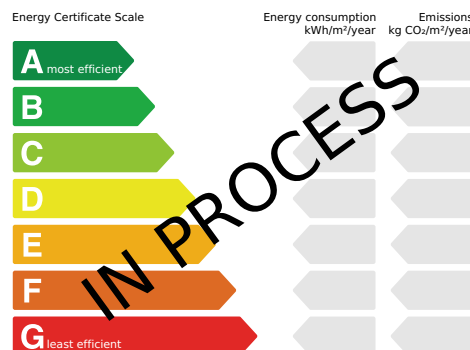 Energy Certificate Scale
Energy consumption
kWh/m²/year
Emissions
kg CO₂/m²/year
A most efficient
B
C
D
E
F
G least efficient
IN PROCESS